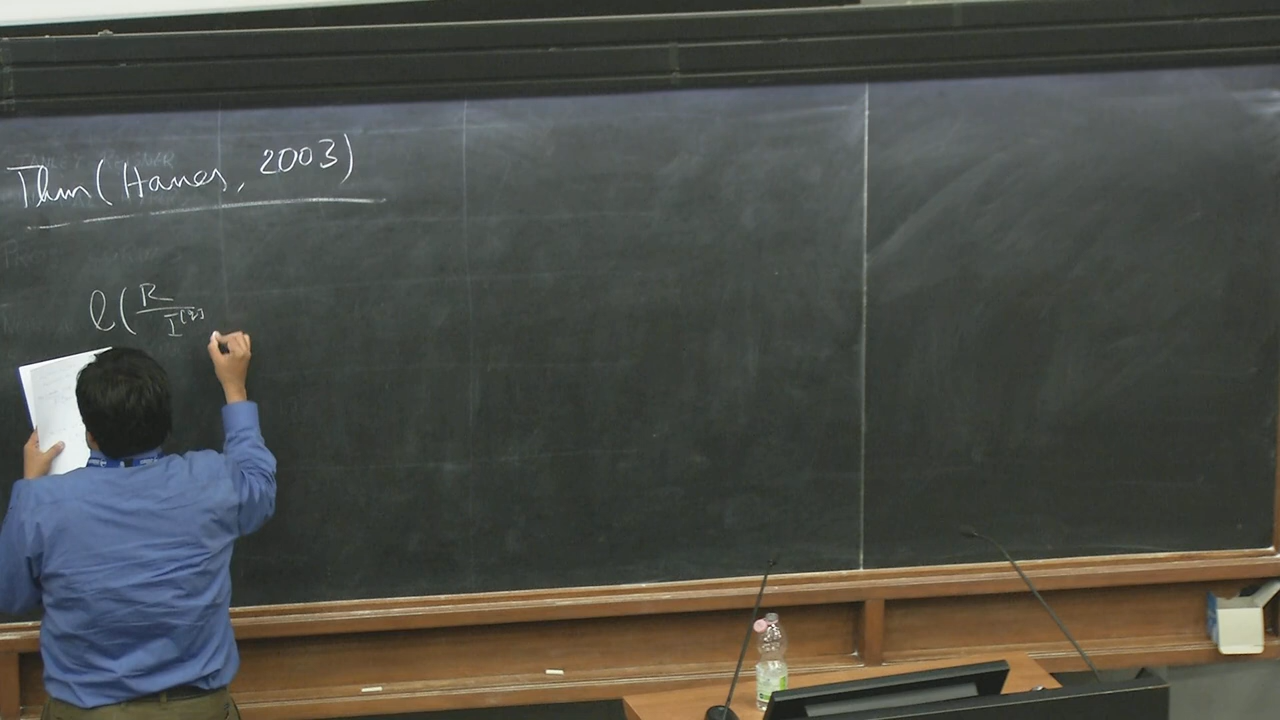 Thm (Hanes, 2003)
ℓ( R / I^[q]